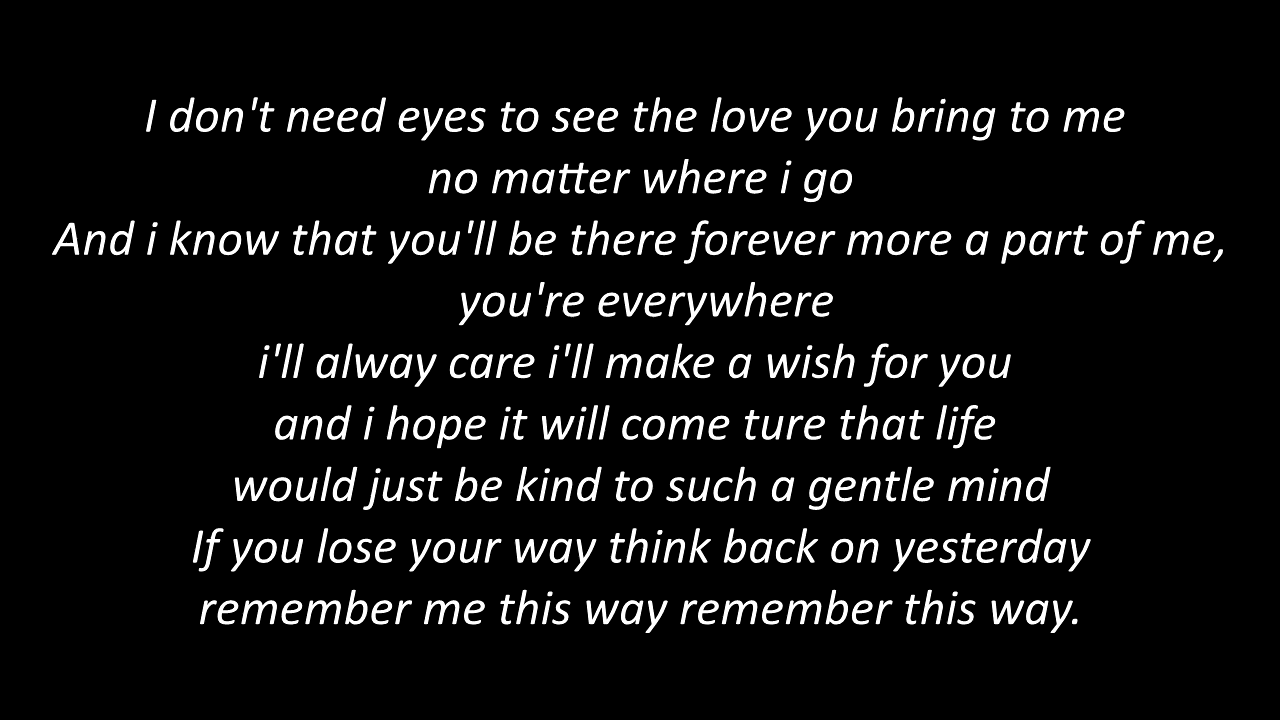 I don't need eyes to see the love you bring to me
no matter where i go
And i know that you'll be there forever more a part of me,
you're everywhere
i'll alway care i'll make a wish for you
and i hope it will come ture that life
would just be kind to such a gentle mind
If you lose your way think back on yesterday
remember me this way remember this way.